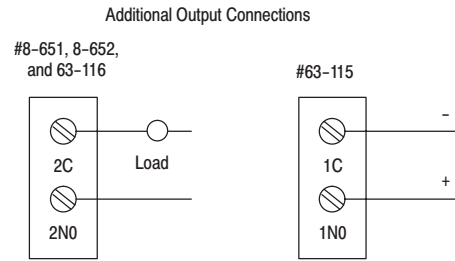 Additional Output Connections
#8-651, 8-652,
and 63-116
#63-115
2C
Load
2N0
1C
-
1N0
+